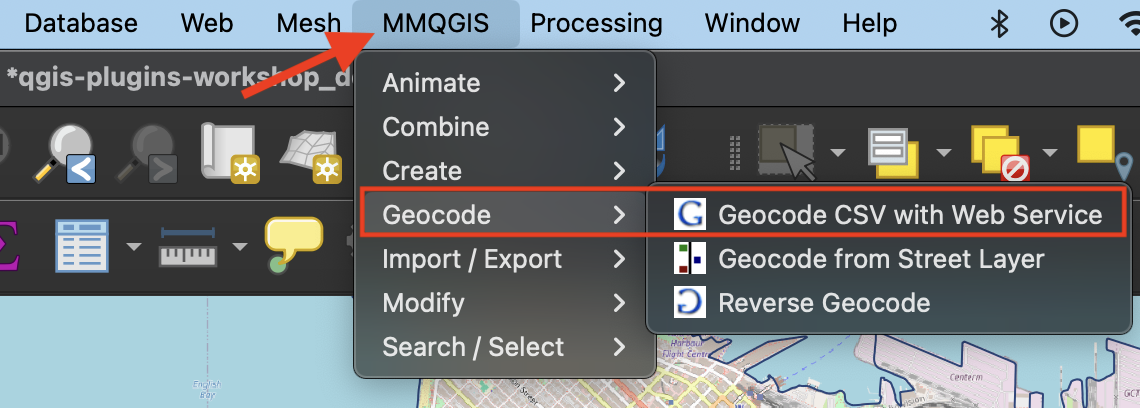 Database Web Mesh MMQGIS Processing Window Help
*qgis-plugins-workshop_d
Animate
Combine
Create
Geocode
Geocode CSV with Web Service
Geocode from Street Layer
Import / Export
Reverse Geocode
Modify
Search / Select
Harbour
Flight Centre
English
Bay
Centerm